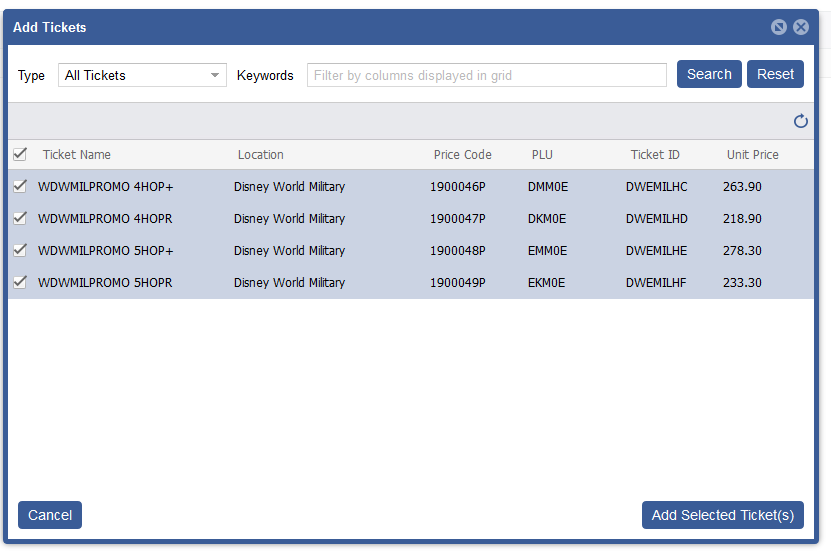 Add Tickets
Type All Tickets Keywords Filter by columns displayed in grid Search Reset
Ticket Name Location Price Code PLU Ticket ID Unit Price
WDWMILPROMO 4HOP+ Disney World Military 1900046P DMM0E DWEMILHC 263.90
WDWMILPROMO 4HOPR Disney World Military 1900047P DKM0E DWEMILHD 218.90
WDWMILPROMO 5HOP+ Disney World Military 1900048P EMM0E DWEMILHE 278.30
WDWMILPROMO 5HOPR Disney World Military 1900049P EKM0E DWEMILHF 233.30
Cancel Add Selected Ticket(s)